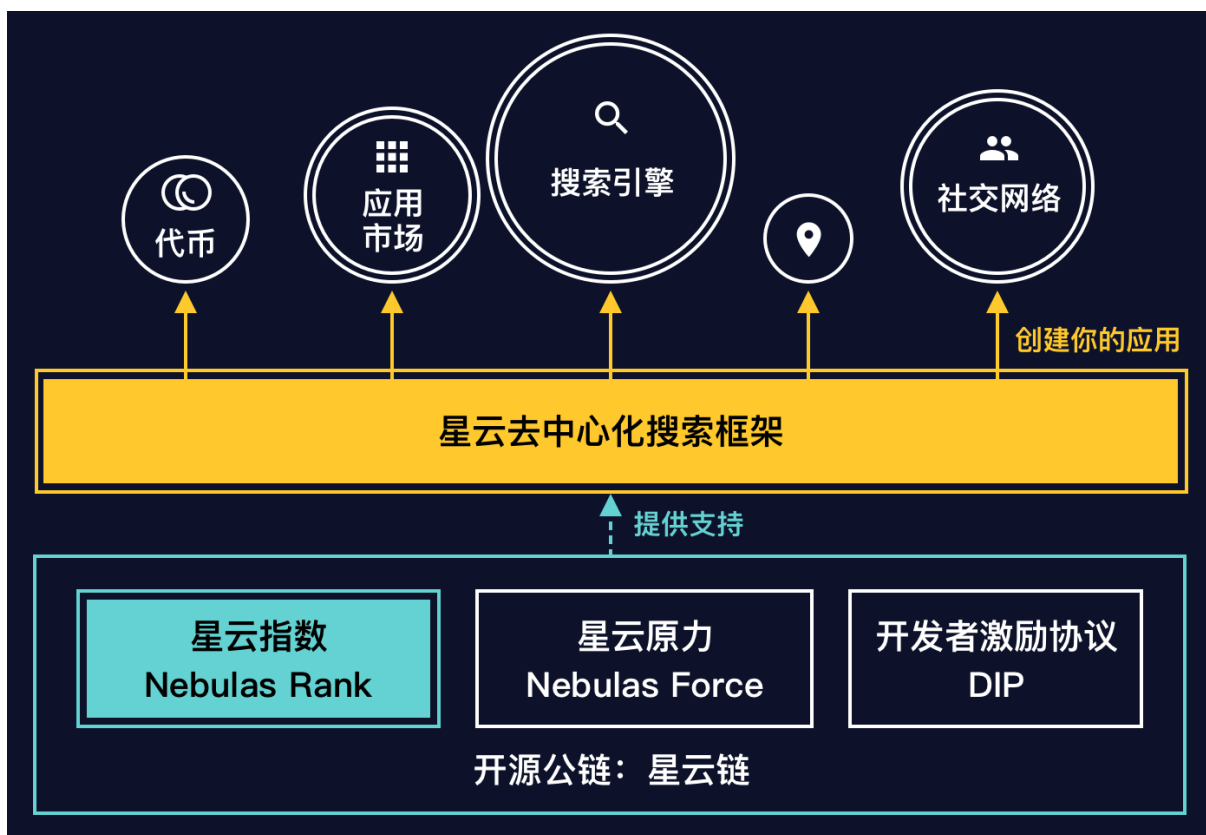 代币
应用
市场
搜索引擎
社交网络
创建你的应用
星云去中心化搜索框架
提供支持
星云指数
Nebulas Rank
星云原力
Nebulas Force
开发者激励协议
DIP
开源公链：星云链